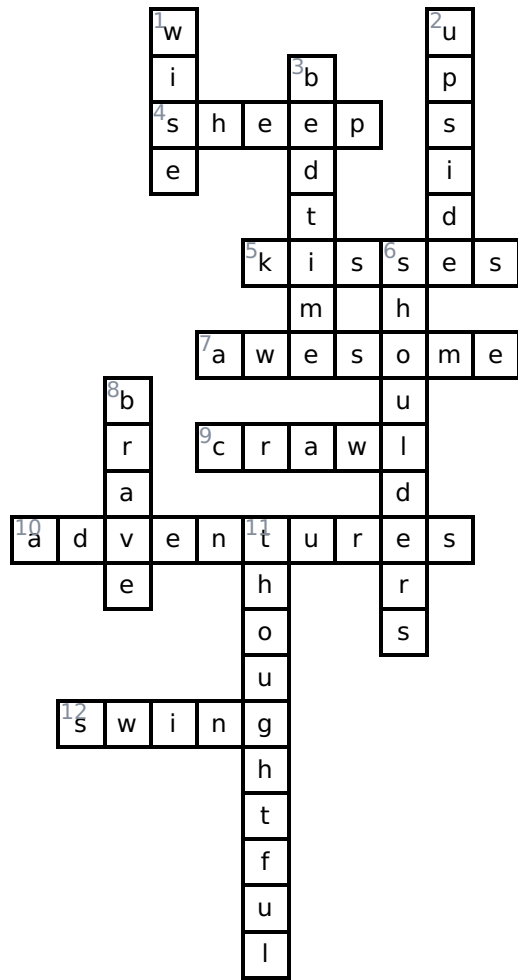 1 w 2 u
i 3 b p
4 s h e e p s
e d i
t d
5 k i s 6 s e s
m h
7 a w e s o m e
8 b u
r 9 c r a w l
a d
10 a d v e n 11 t u r e s
e h r
o s
u
12 s w i n g
h
t
f
u
l